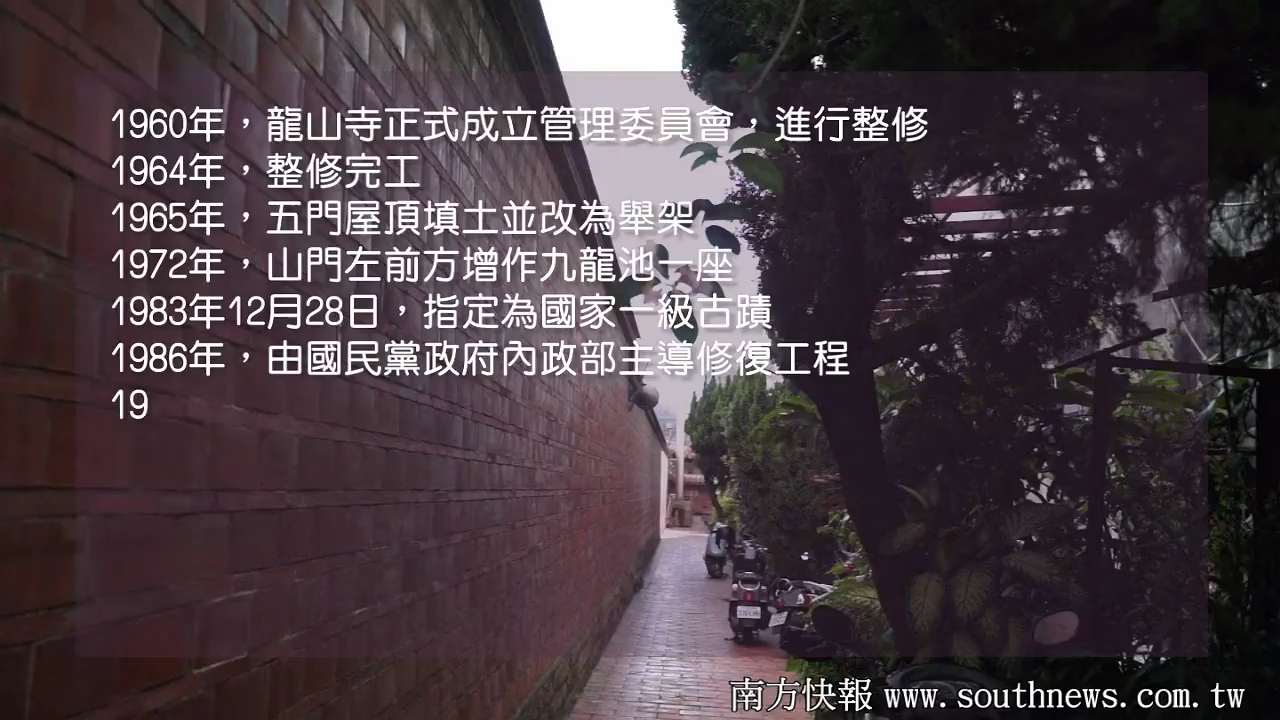 1960年，龍山寺正式成立管理委員會，進行整修
1964年，整修完工
1965年，五門屋頂填土並改為舉架
1972年，山門左前方增作九龍池一座
1983年12月28日，指定為國家一級古蹟
1986年，由國民黨政府內政部主導修復工程
19
南方快報 www.southnews.com.tw